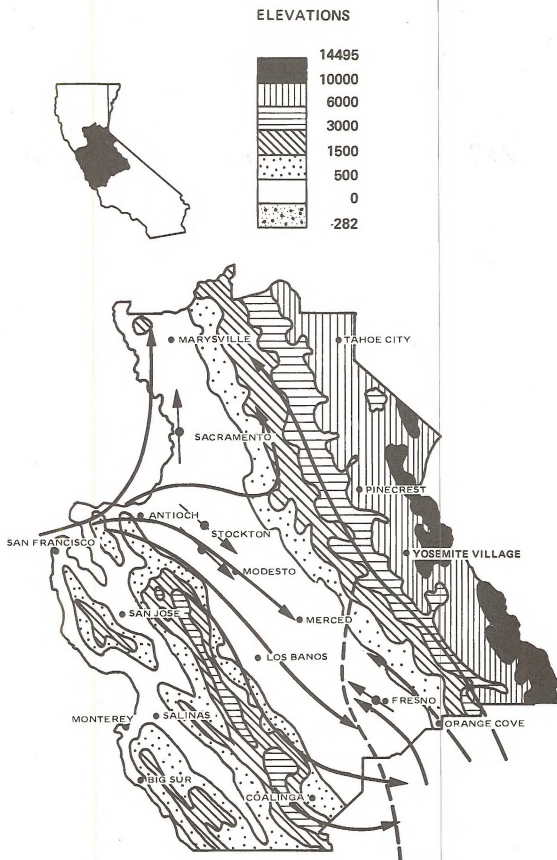 ELEVATIONS
14495
10000
6000
3000
1500
500
0
-282
MARYSVILLE
TAHOE CITY
SACRAMENTO
PINECREST
ANTIOCH
STOCKTON
SAN FRANCISCO
YOSEMITE VILLAGE
MODESTO
SAN JOSE
MERCED
LOS BANOS
FRESNO
MONTEREY
SALINAS
ORANGE COVE
BIG SUR
COALINGA